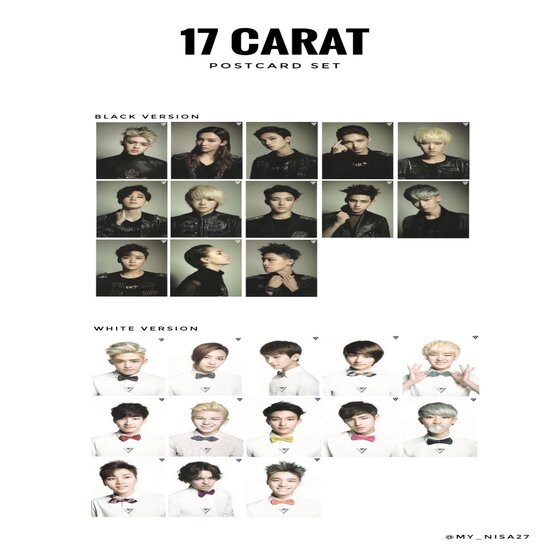 17 CARAT
POSTCARD SET
BLACK VERSION
WHITE VERSION
@MY_NISA27